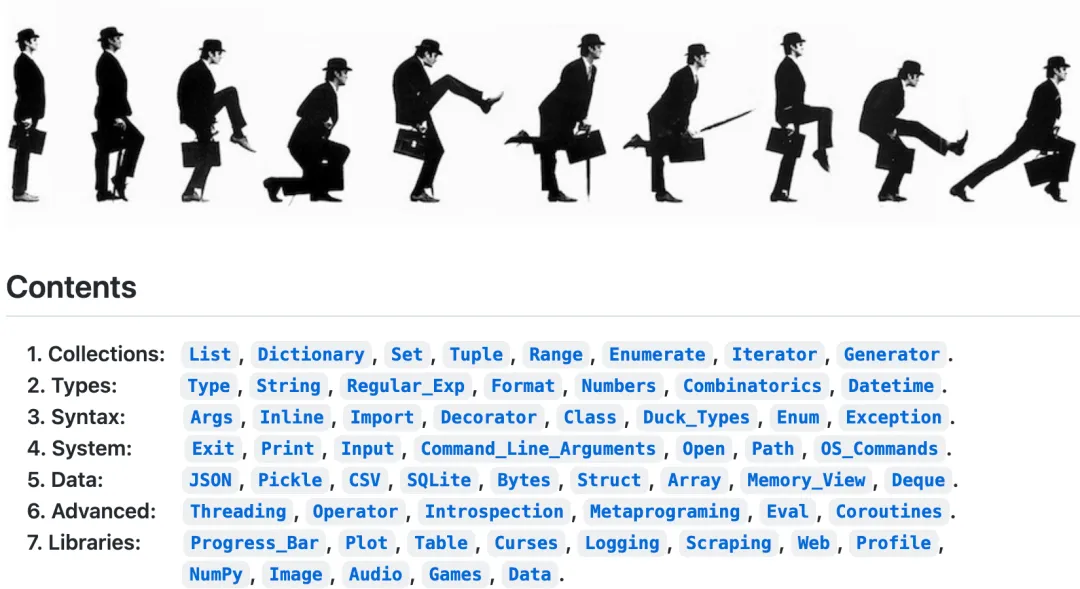 Contents
1. Collections: List, Dictionary, Set, Tuple, Range, Enumerate, Iterator, Generator.
2. Types: Type, String, Regular_Exp, Format, Numbers, Combinatorics, Datetime.
3. Syntax: Args, Inline, Import, Decorator, Class, Duck_Types, Enum, Exception.
4. System: Exit, Print, Input, Command_Line_Arguments, Open, Path, OS_Commands.
5. Data: JSON, Pickle, CSV, SQLite, Bytes, Struct, Array, Memory_View, Deque.
6. Advanced: Threading, Operator, Introspection, Metaprograming, Eval, Coroutines.
7. Libraries: Progress_Bar, Plot, Table, Curses, Logging, Scraping, Web, Profile,
NumPy, Image, Audio, Games, Data.